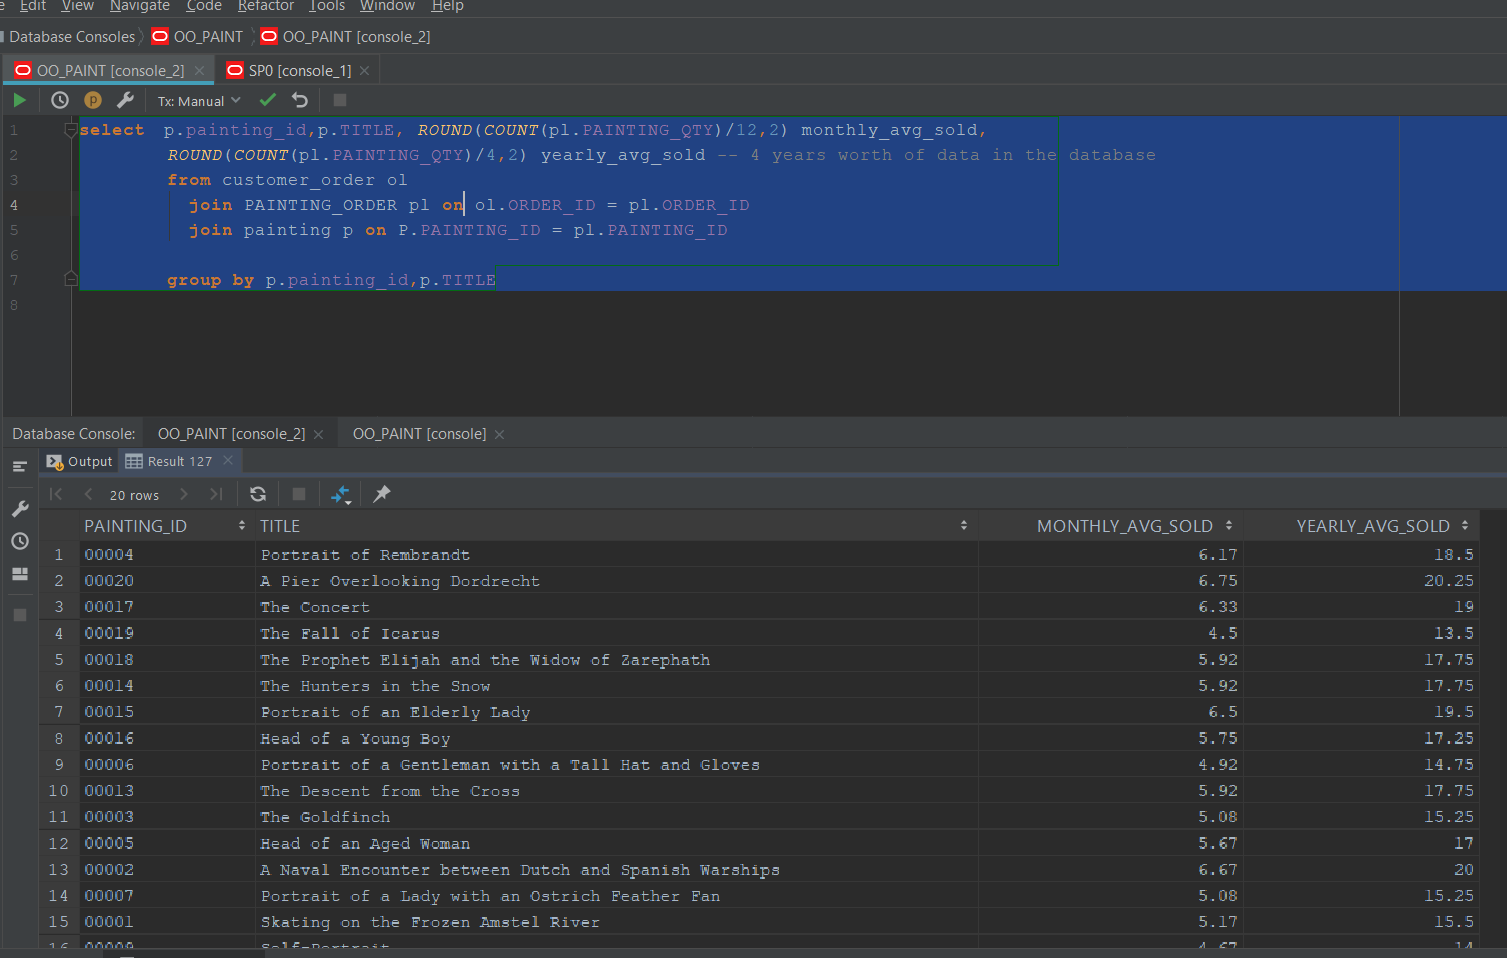 e Edit View Navigate Code Refactor Tools Window Help
Database Consoles OO_PAINT OO_PAINT [console_2]
OO_PAINT [console_2] SP0 [console_1]
p Tx: Manual
1 select p.painting_id,p.TITLE, ROUND(COUNT(pl.PAINTING_QTY)/12,2) monthly_avg_sold,
2 ROUND(COUNT(pl.PAINTING_QTY)/4,2) yearly_avg_sold -- 4 years worth of data in the database
3 from customer_order ol
4 join PAINTING_ORDER pl on ol.ORDER_ID = pl.ORDER_ID
5 join painting p on P.PAINTING_ID = pl.PAINTING_ID
6
7 group by p.painting_id,p.TITLE
8
Database Console: OO_PAINT [console_2] OO_PAINT [console]
Output Result 127
20 rows
PAINTING_ID TITLE MONTHLY_AVG_SOLD YEARLY_AVG_SOLD
1 00004 Portrait of Rembrandt 6.17 18.5
2 00020 A Pier Overlooking Dordrecht 6.75 20.25
3 00017 The Concert 6.33 19
4 00019 The Fall of Icarus 4.5 13.5
5 00018 The Prophet Elijah and the Widow of Zarephath 5.92 17.75
6 00014 The Hunters in the Snow 5.92 17.75
7 00015 Portrait of an Elderly Lady 6.5 19.5
8 00016 Head of a Young Boy 5.75 17.25
9 00006 Portrait of a Gentleman with a Tall Hat and Gloves 4.92 14.75
10 00013 The Descent from the Cross 5.92 17.75
11 00003 The Goldfinch 5.08 15.25
12 00005 Head of an Aged Woman 5.67 17
13 00002 A Naval Encounter between Dutch and Spanish Warships 6.67 20
14 00007 Portrait of a Lady with an Ostrich Feather Fan 5.08 15.25
15 00001 Skating on the Frozen Amstel River 5.17 15.5
16 Self-Portrait 4.67 14